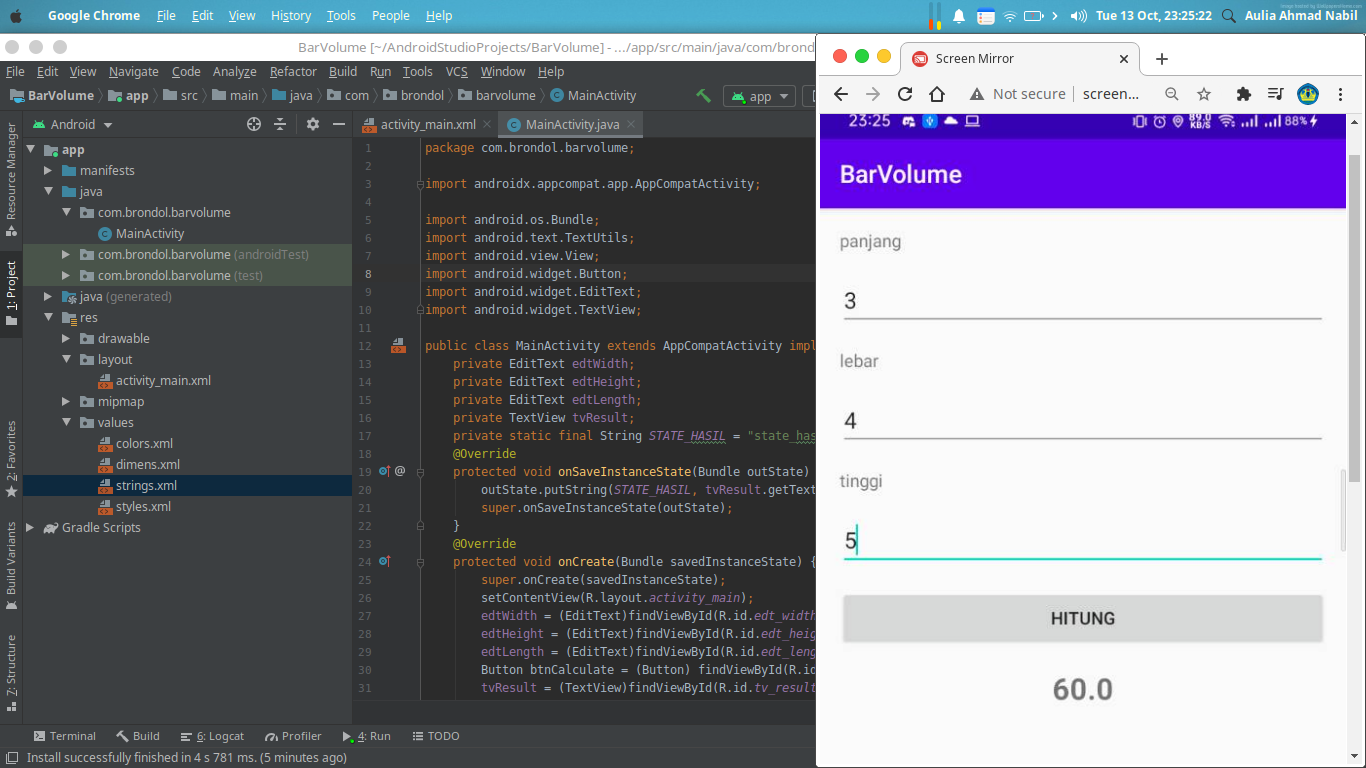 Google Chrome File Edit View History Tools People Help
Tue 13 Oct, 23:25:22 Aulia Ahmad Nabil
BarVolume [~/AndroidStudioProjects/BarVolume] - .../app/src/main/java/com/brond
File Edit View Navigate Code Analyze Refactor Build Run Tools VCS Window Help
BarVolume app src main java com brondol barvolume MainActivity app
Android
activity_main.xml MainActivity.java
Resource Manager
1: Project
2: Favorites
Build Variants
7: Structure
app
manifests
java
com.brondol.barvolume
MainActivity
com.brondol.barvolume (androidTest)
com.brondol.barvolume (test)
java (generated)
res
drawable
layout
activity_main.xml
mipmap
values
colors.xml
dimens.xml
strings.xml
styles.xml
Gradle Scripts
1 package com.brondol.barvolume;
2
3 import androidx.appcompat.app.AppCompatActivity;
4
5 import android.os.Bundle;
6 import android.text.TextUtils;
7 import android.view.View;
8 import android.widget.Button;
9 import android.widget.EditText;
10 import android.widget.TextView;
11
12 public class MainActivity extends AppCompatActivity impl
13 private EditText edtWidth;
14 private EditText edtHeight;
15 private EditText edtLength;
16 private TextView tvResult;
17 private static final String STATE_HASIL = "state_has
18 @Override
19 @ protected void onSaveInstanceState(Bundle outState)
20 outState.putString(STATE_HASIL, tvResult.getText
21 super.onSaveInstanceState(outState);
22 }
23 @Override
24 protected void onCreate(Bundle savedInstanceState) {
25 super.onCreate(savedInstanceState);
26 setContentView(R.layout.activity_main);
27 edtWidth = (EditText)findViewById(R.id.edt_width
28 edtHeight = (EditText)findViewById(R.id.edt_heig
29 edtLength = (EditText)findViewById(R.id.edt_leng
30 Button btnCalculate = (Button) findViewById(R.id
31 tvResult = (TextView)findViewById(R.id.tv_result
Terminal Build 6: Logcat Profiler 4: Run TODO
Install successfully finished in 4 s 781 ms. (5 minutes ago)
Screen Mirror
Not secure screen...
23:25 89.0 KB/S 88%
BarVolume
panjang
3
lebar
4
tinggi
5
HITUNG
60.0